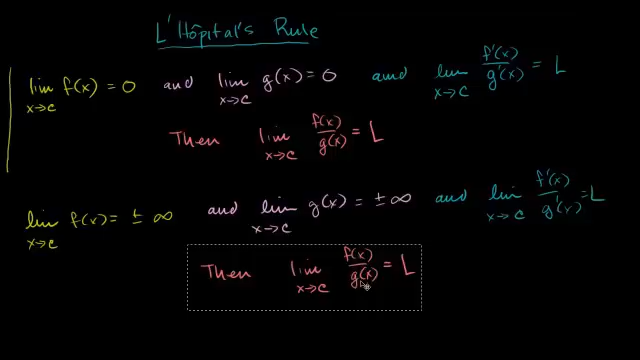 L'Hôpital's Rule
lim x→c f(x) = 0 and lim x→c g(x) = 0 and lim x→c f'(x)/g'(x) = L
Then lim x→c f(x)/g(x) = L
lim x→c f(x) = ± ∞ and lim x→c g(x) = ± ∞ and lim x→c f'(x)/g'(x) = L
Then lim x→c f(x)/g(x) = L